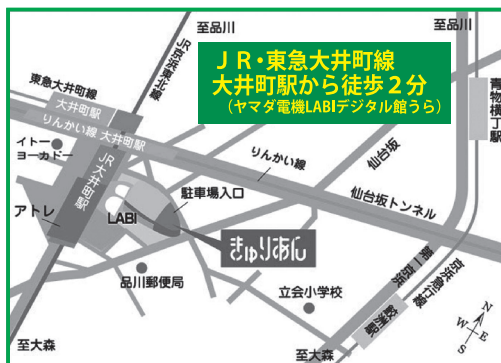 至品川
至品川
JR京浜東北線
JR・東急大井町線
大井町駅から徒歩2分
(ヤマダ電機LABIデジタル館うら)
東急大井町線
大井町駅
りんかい線 大井町駅
青物横丁駅
イトー
ヨーカドー
JR大井町駅
りんかい線
仙台坂
駐車場入口
仙台坂トンネル
アトレ
LABI
きゅりあん
品川郵便局
立会小学校
第一京浜
京浜急行線
鮫洲駅
至大森
至大森
N
E
W
S